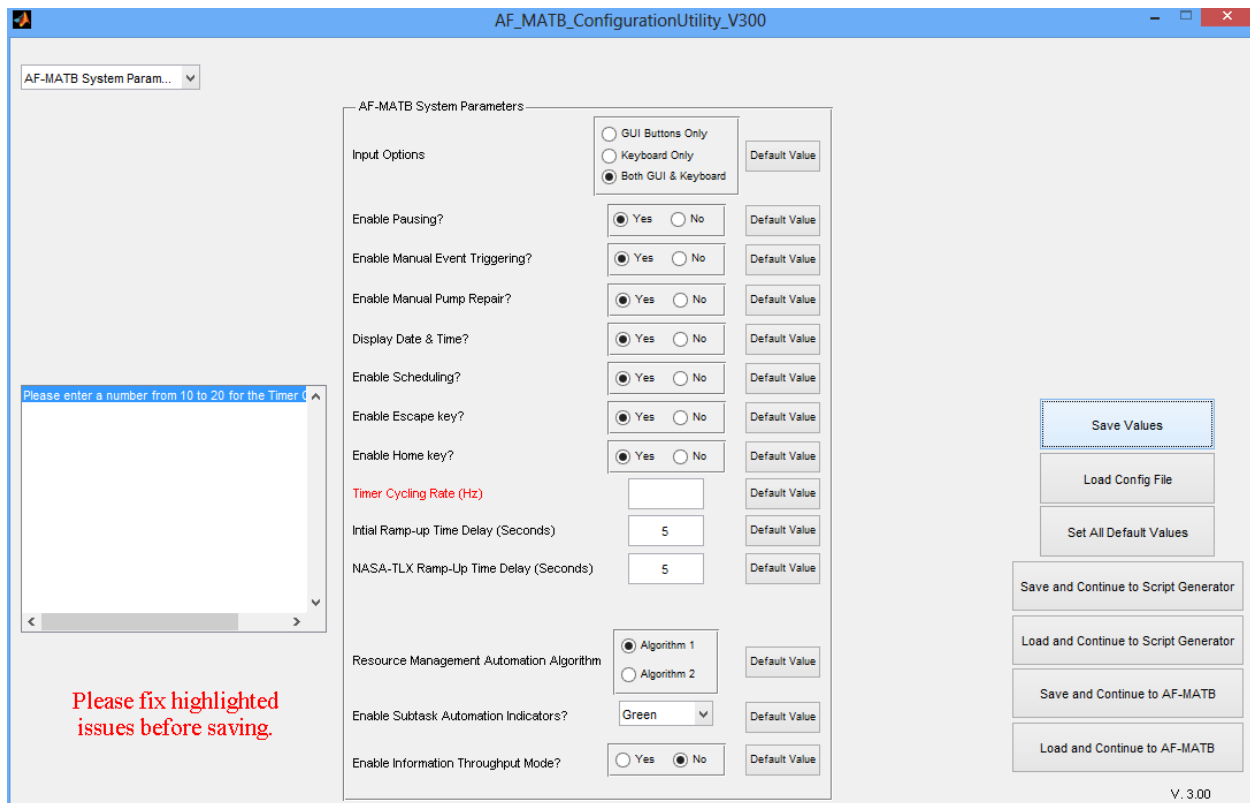 AF_MATB_ConfigurationUtility_V300
AF-MATB System Param...
AF-MATB System Parameters
Input Options
GUI Buttons Only
Keyboard Only
Both GUI & Keyboard
Default Value
Enable Pausing?
Yes No
Default Value
Enable Manual Event Triggering?
Yes No
Default Value
Enable Manual Pump Repair?
Yes No
Default Value
Display Date & Time?
Yes No
Default Value
Enable Scheduling?
Yes No
Default Value
Enable Escape key?
Yes No
Default Value
Enable Home key?
Yes No
Default Value
Timer Cycling Rate (Hz)
Default Value
Intial Ramp-up Time Delay (Seconds)
5
Default Value
NASA-TLX Ramp-Up Time Delay (Seconds)
5
Default Value
Resource Management Automation Algorithm
Algorithm 1
Algorithm 2
Default Value
Enable Subtask Automation Indicators?
Green
Default Value
Enable Information Throughput Mode?
Yes No
Default Value
Please enter a number from 10 to 20 for the Timer
Please fix highlighted
issues before saving.
Save Values
Load Config File
Set All Default Values
Save and Continue to Script Generator
Load and Continue to Script Generator
Save and Continue to AF-MATB
Load and Continue to AF-MATB
V. 3.00